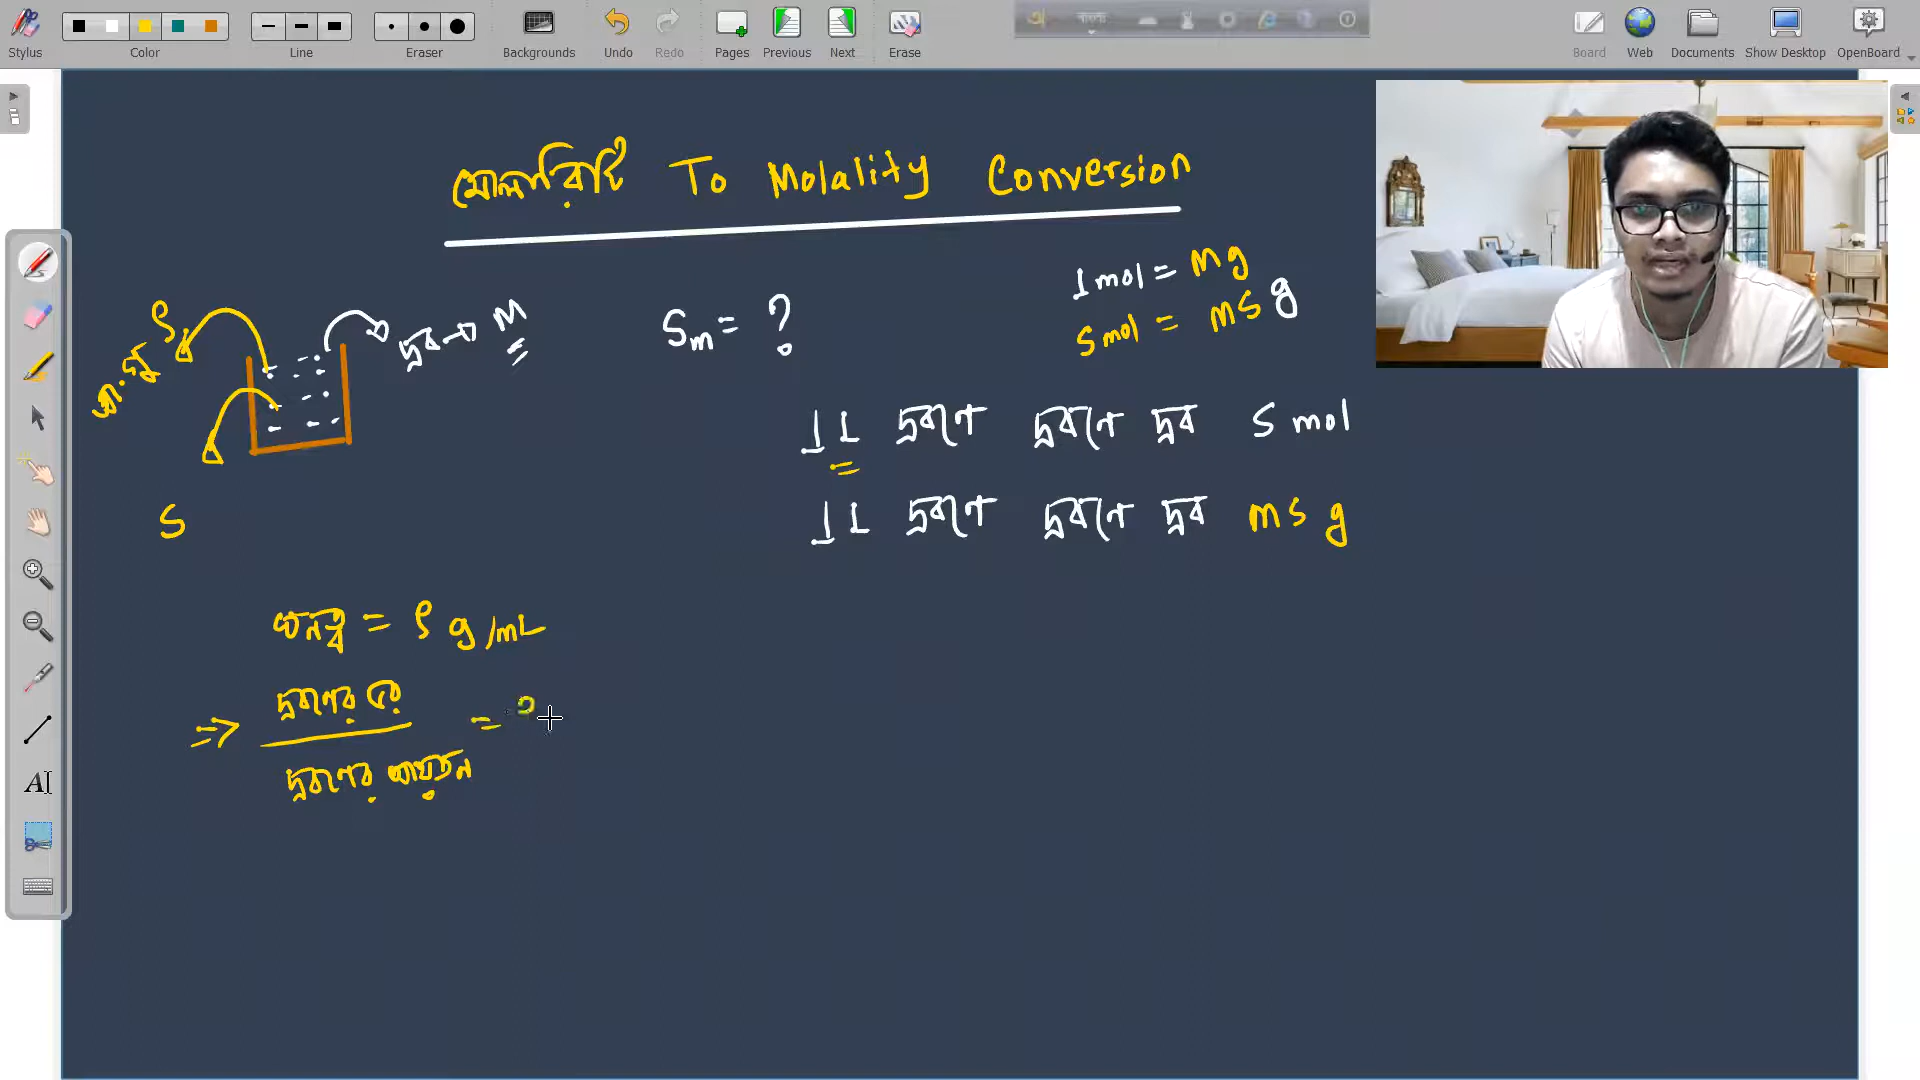 Stylus
Color
Line
Eraser
Backgrounds
Undo
Redo
Pages
Previous
Next
Erase
Board
Web
Documents
Show Desktop
OpenBoard
মোলারিটি To Molality Conversion
1 mol = M g
S mol = MS g
ρ
দ্রব → M
Sm = ?
1 L দ্রবণে দ্রবণে দ্রব S mol
1 L দ্রবণে দ্রবণে দ্রব MS g
S
ঘনত্ব = ρ g/mL
⇒ দ্রবণের ভর
দ্রবণের আয়তন =